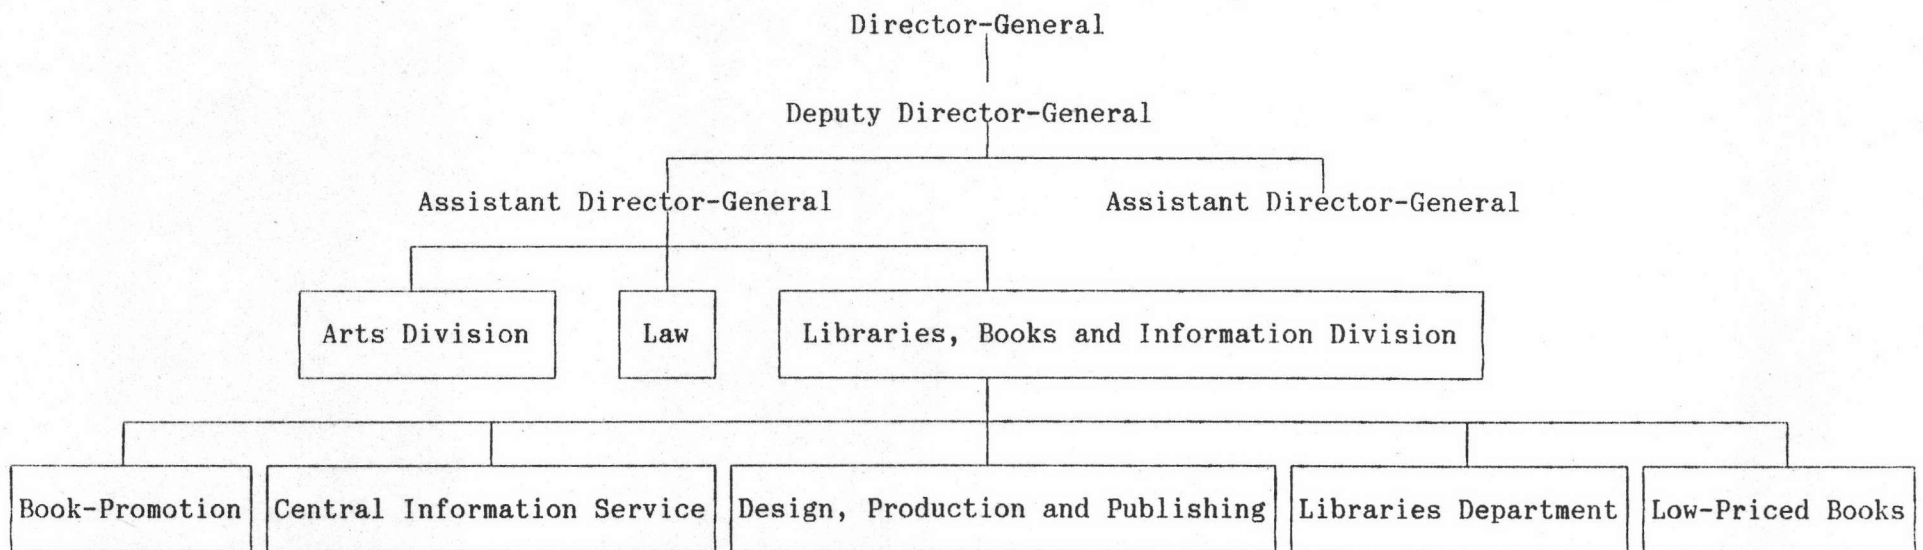 Director-General
Deputy Director-General
Assistant Director-General Assistant Director-General
Arts Division Law Libraries, Books and Information Division
Book-Promotion Central Information Service Design, Production and Publishing Libraries Department Low-Priced Books